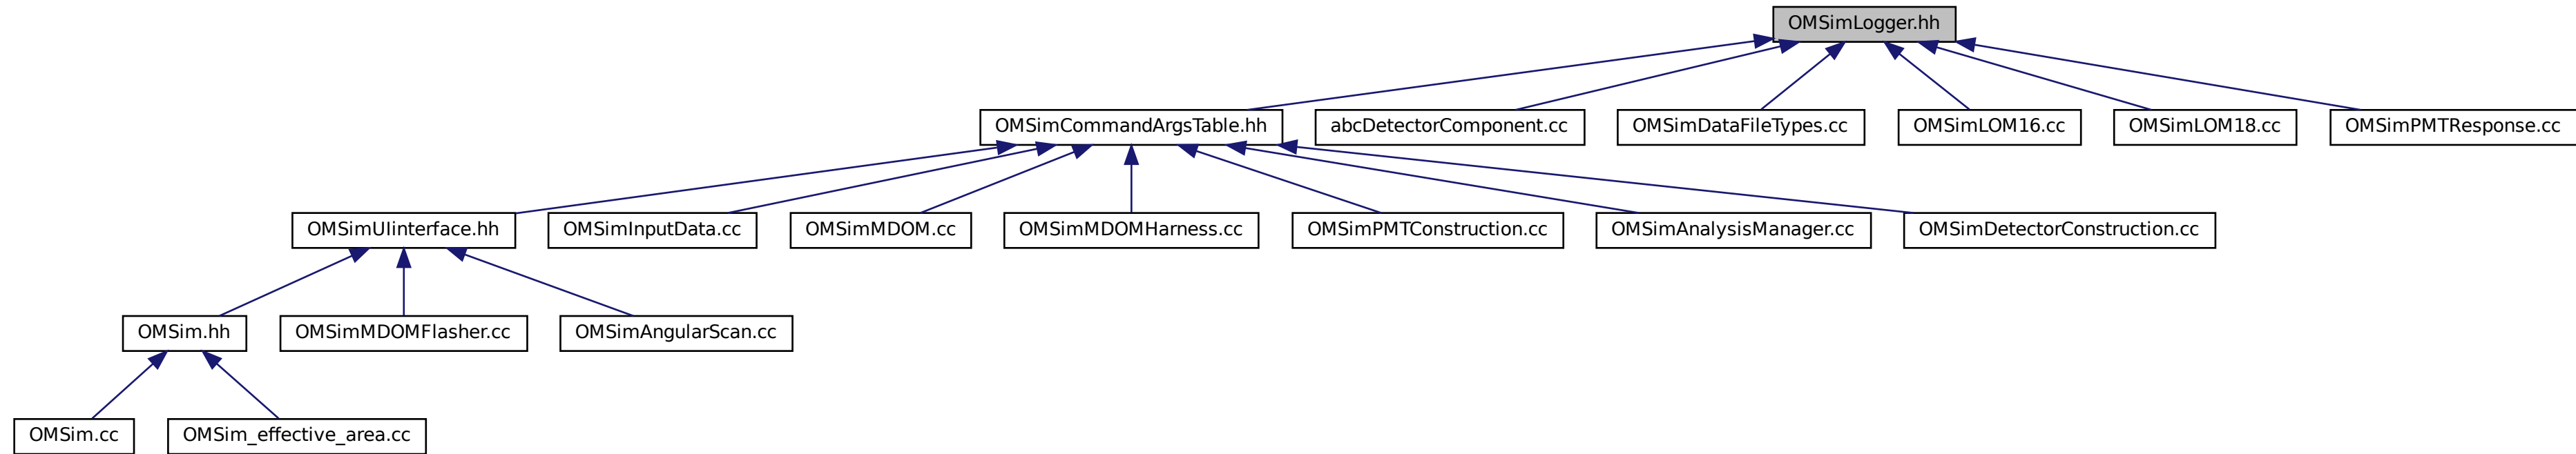 OMSimLogger.hh
OMSimCommandArgsTable.hh
abcDetectorComponent.cc
OMSimDataFileTypes.cc
OMSimLOM16.cc
OMSimLOM18.cc
OMSimPMTResponse.cc
OMSimUIinterface.hh
OMSimInputData.cc
OMSimMDOM.cc
OMSimMDOMHarness.cc
OMSimPMTConstruction.cc
OMSimAnalysisManager.cc
OMSimDetectorConstruction.cc
OMSim.hh
OMSimMDOMFlasher.cc
OMSimAngularScan.cc
OMSim.cc
OMSim_effective_area.cc